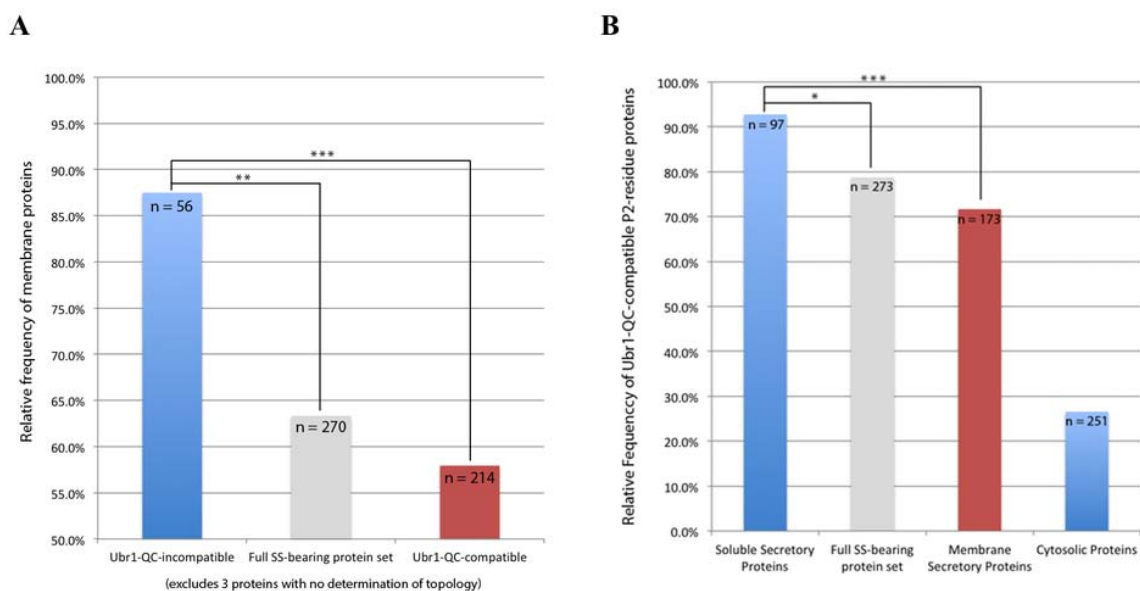 A
Relative frequency of membrane proteins
100.0%
95.0%
90.0%
85.0%
80.0%
75.0%
70.0%
65.0%
60.0%
55.0%
50.0%
***
**
n = 56
n = 270
n = 214
Ubr1-QC-incompatible
Full SS-bearing protein set
Ubr1-QC-compatible
(excludes 3 proteins with no determination of topology)
B
Relative Frequenccy of Ubr1-QC-compatible P2-residue proteins
100.0%
90.0%
80.0%
70.0%
60.0%
50.0%
40.0%
30.0%
20.0%
10.0%
0.0%
***
*
n = 97
n = 273
n = 173
n = 251
Soluble Secretory
Proteins
Full SS-bearing
protein set
Membrane
Secretory Proteins
Cytosolic Proteins